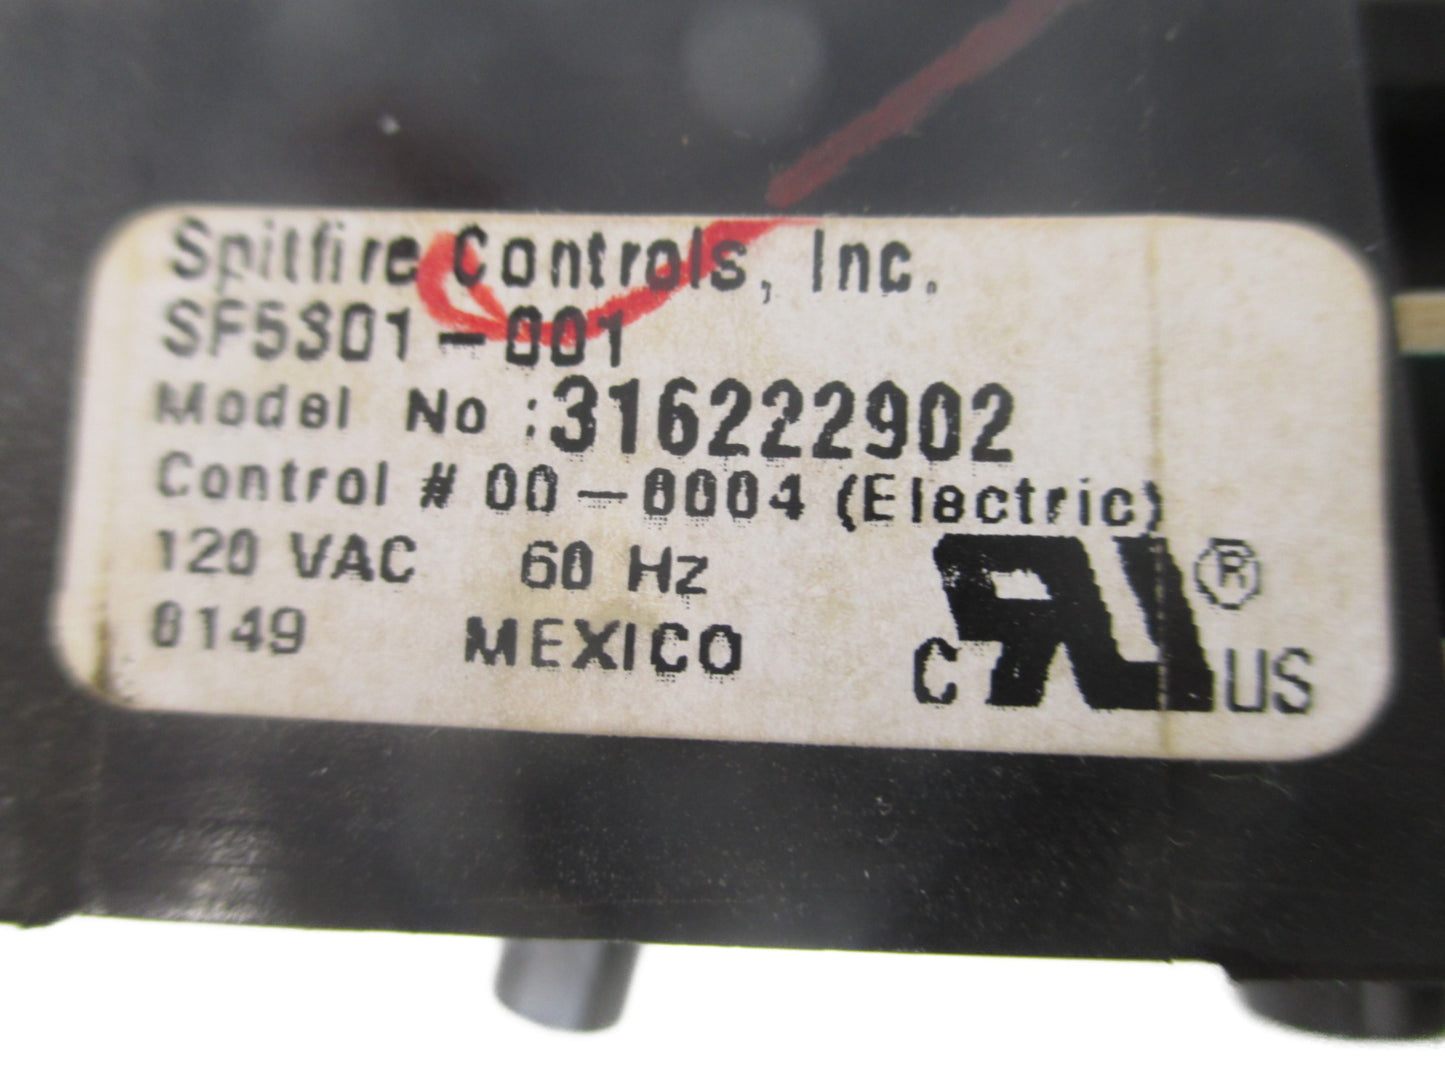 Spitfire Controls, Inc.
SF5301-001
Model No :316222902
Control # 00-0004 (Electric)
120 VAC 60 Hz
0149 MEXICO
C RU ® US